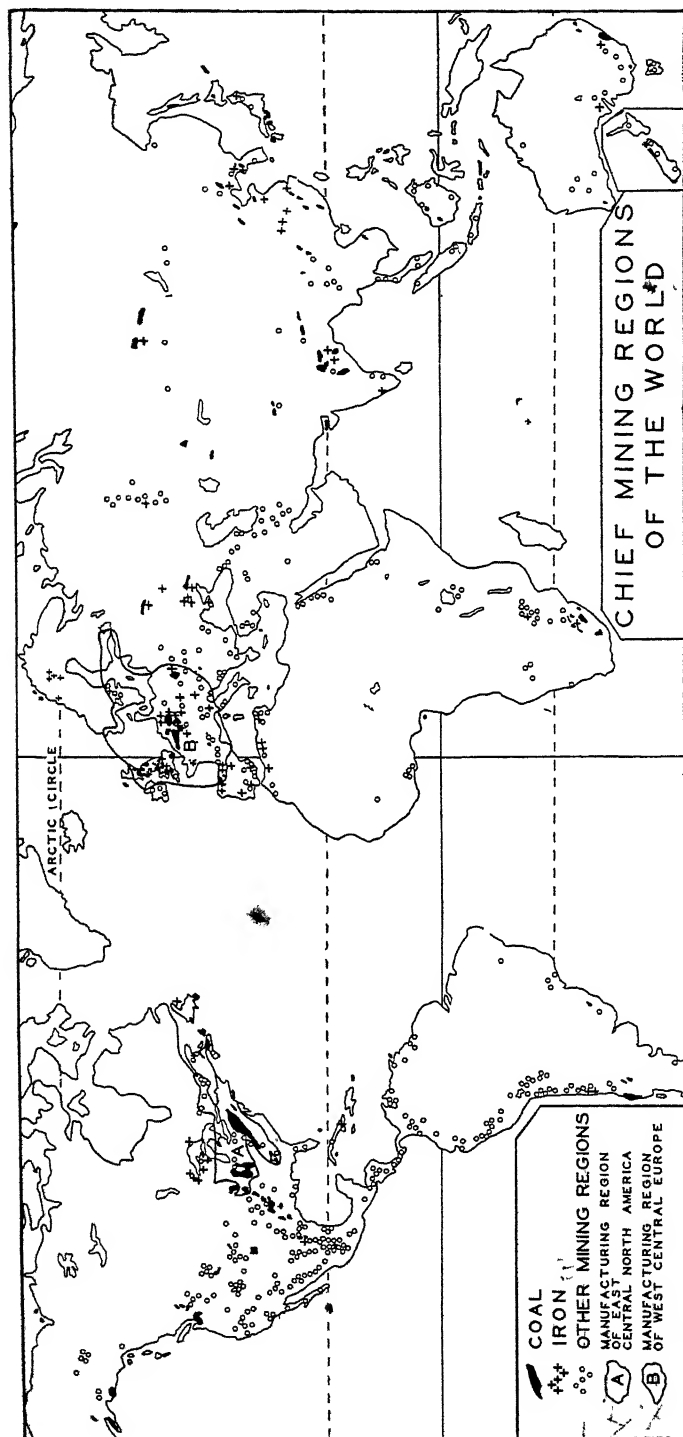 CHIEF MINING REGIONS
OF THE WORLD
ARCTIC CIRCLE
A
B
COAL
IRON
OTHER MINING REGIONS
A
MANUFACTURING REGION
OF EAST
CENTRAL NORTH AMERICA
B
MANUFACTURING REGION
OF WEST CENTRAL EUROPE